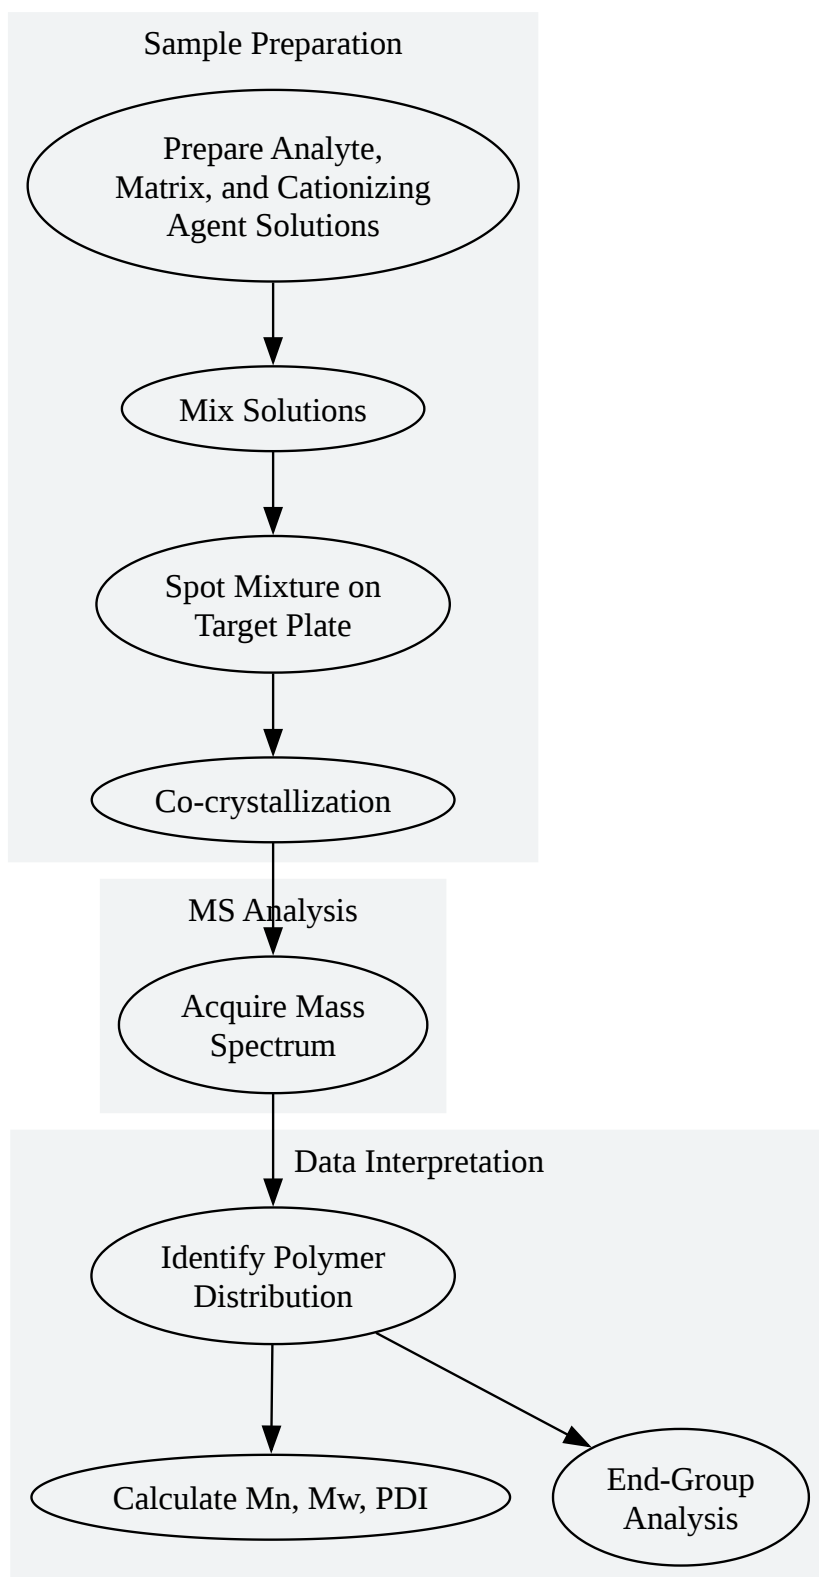 Sample Preparation
Prepare Analyte,
Matrix, and Cationizing
Agent Solutions
Mix Solutions
Spot Mixture on
Target Plate
Co-crystallization
MS Analysis
Acquire Mass
Spectrum
Data Interpretation
Identify Polymer
Distribution
Calculate Mn, Mw, PDI
End-Group
Analysis